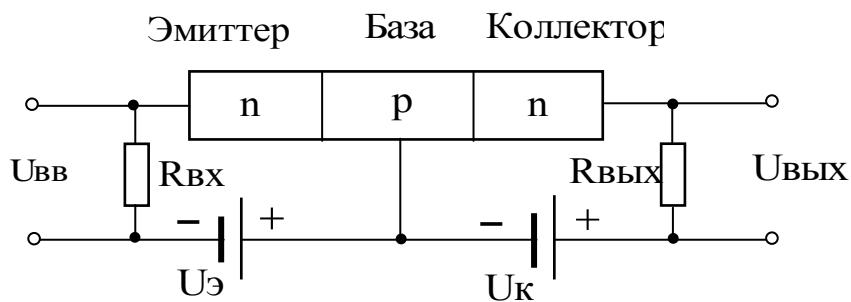 Эмиттер База Коллектор
n p n
Uвв Rвх Rвых Uвых
− + − +
Uэ Uк